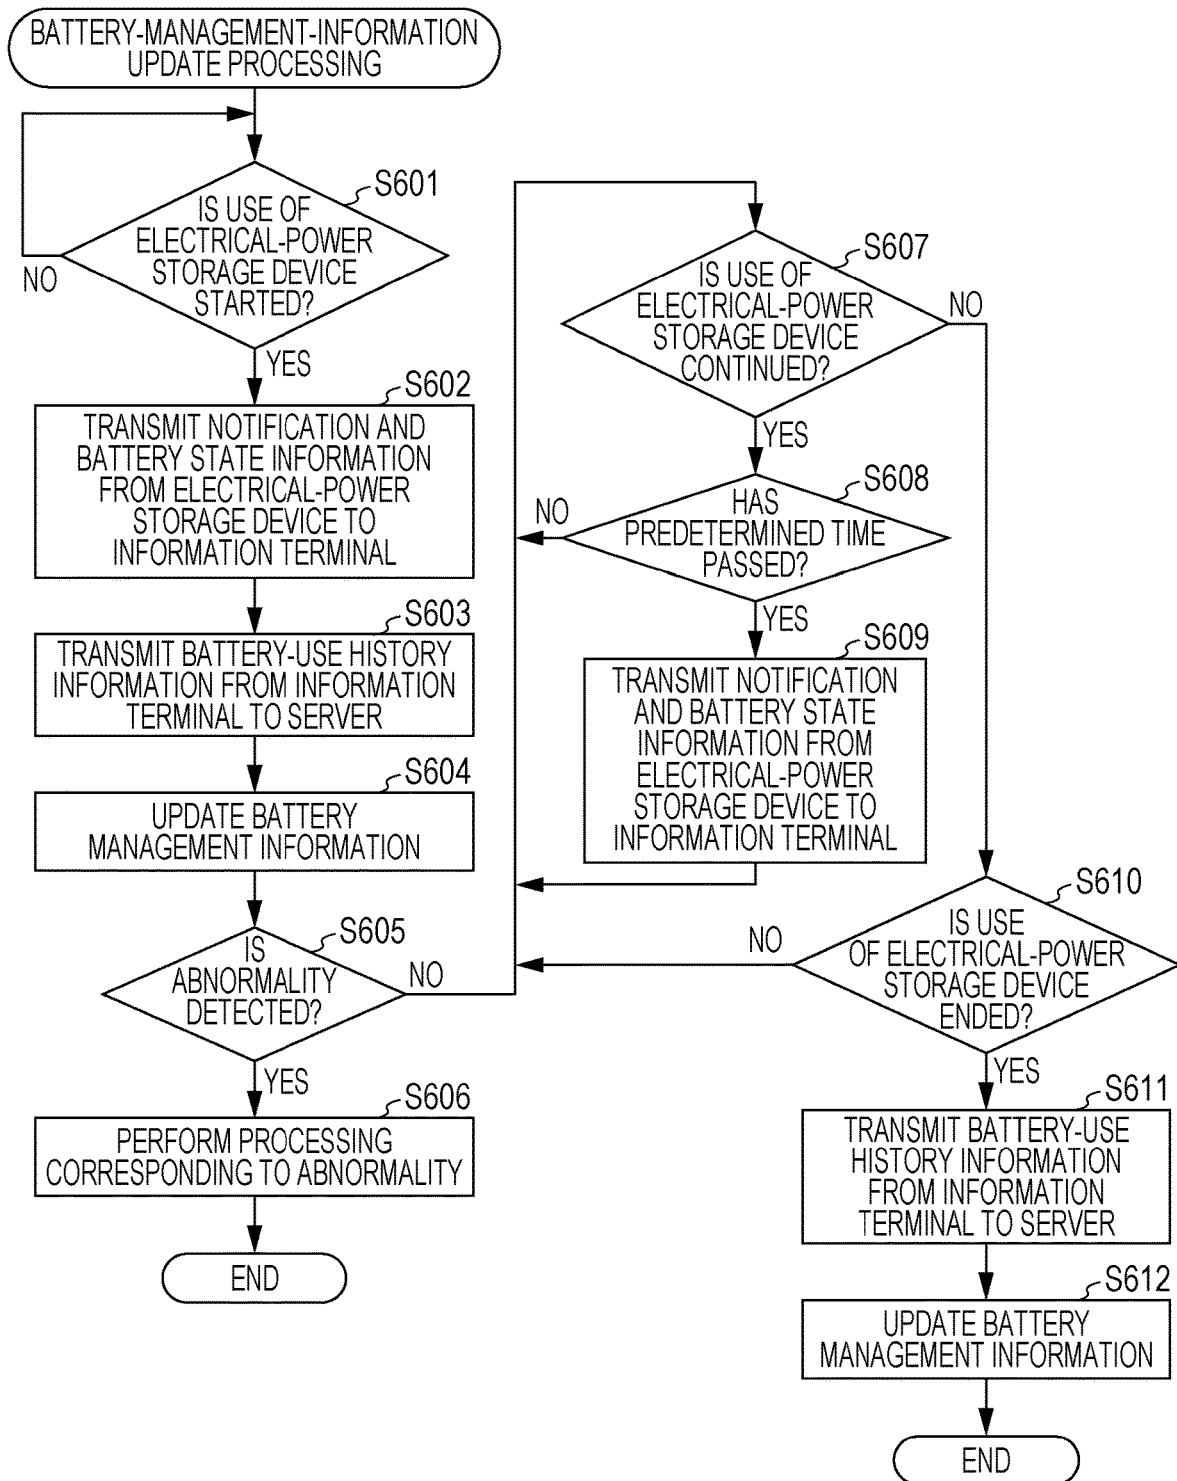 BATTERY-MANAGEMENT-INFORMATION
UPDATE PROCESSING
S601
IS USE OF
ELECTRICAL-POWER
STORAGE DEVICE
STARTED?
NO
YES
S602
TRANSMIT NOTIFICATION AND
BATTERY STATE INFORMATION
FROM ELECTRICAL-POWER
STORAGE DEVICE TO
INFORMATION TERMINAL
S603
TRANSMIT BATTERY-USE HISTORY
INFORMATION FROM INFORMATION
TERMINAL TO SERVER
S604
UPDATE BATTERY
MANAGEMENT INFORMATION
S605
IS
ABNORMALITY
DETECTED?
NO
YES
S606
PERFORM PROCESSING
CORRESPONDING TO ABNORMALITY
END
S607
IS USE OF
ELECTRICAL-POWER
STORAGE DEVICE
CONTINUED?
NO
YES
S608
HAS
PREDETERMINED TIME
PASSED?
NO
YES
S609
TRANSMIT NOTIFICATION
AND BATTERY STATE
INFORMATION FROM
ELECTRICAL-POWER
STORAGE DEVICE TO
INFORMATION TERMINAL
S610
IS USE
OF ELECTRICAL-POWER
STORAGE DEVICE
ENDED?
NO
YES
S611
TRANSMIT BATTERY-USE
HISTORY INFORMATION
FROM INFORMATION
TERMINAL TO SERVER
S612
UPDATE BATTERY
MANAGEMENT INFORMATION
END